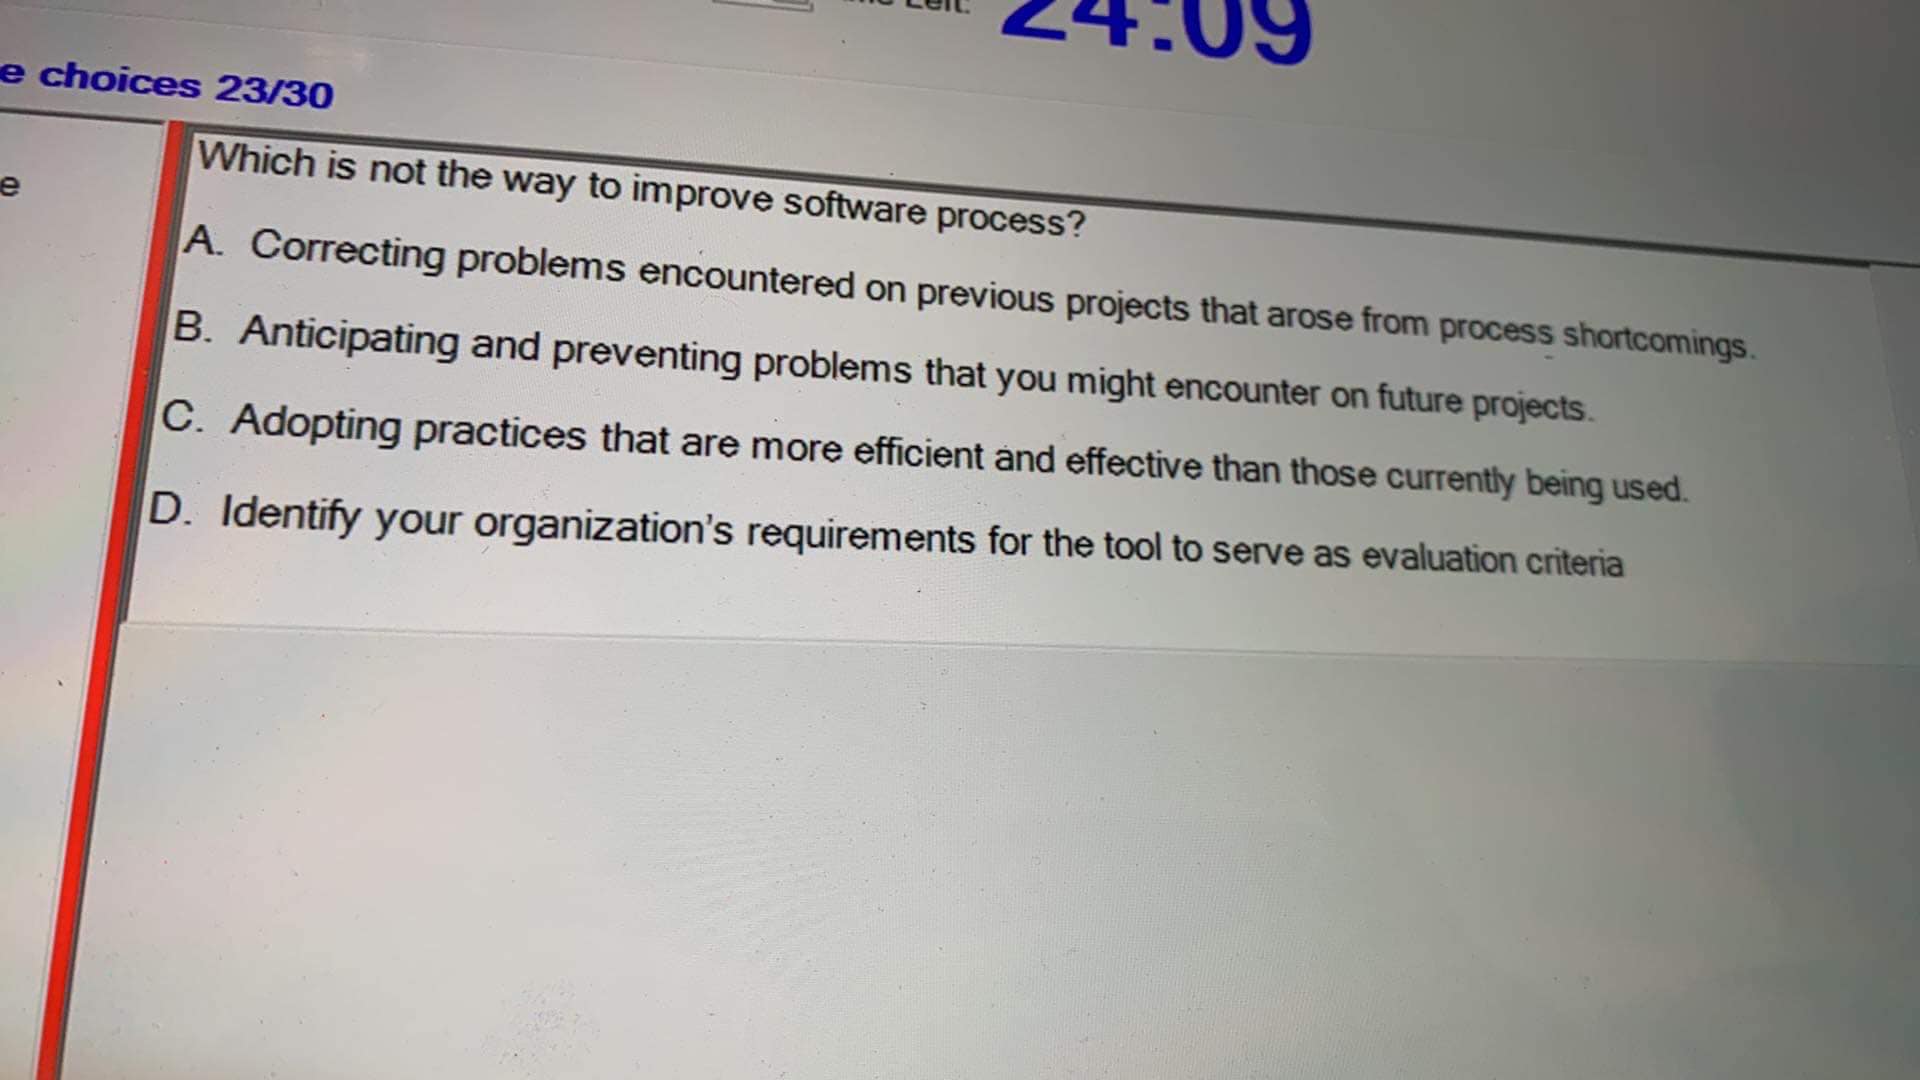 24:09
choices 23/30
Which is not the way to improve software process?
A. Correcting problems encountered on previous projects that arose from process shortcomings.
B. Anticipating and preventing problems that you might encounter on future projects.
C. Adopting practices that are more efficient and effective than those currently being used.
D. Identify your organization's requirements for the tool to serve as evaluation criteria